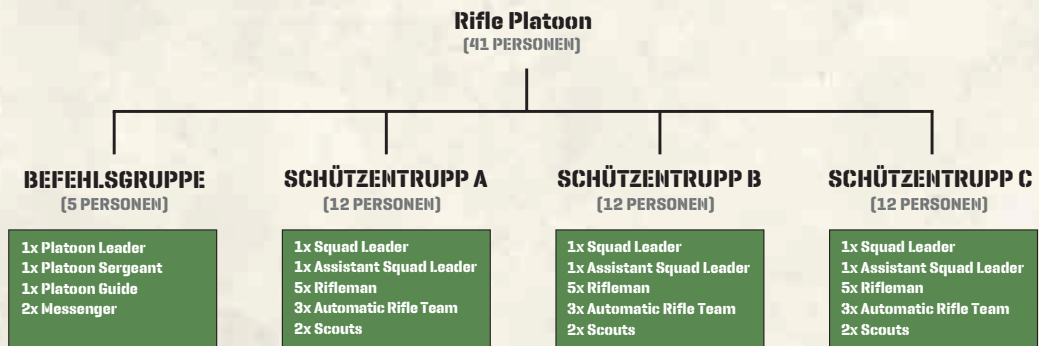 Rifle Platoon
(41 PERSONEN)
BEFEHLSGRUPPE
(5 PERSONEN)
1x Platoon Leader
1x Platoon Sergeant
1x Platoon Guide
2x Messenger
SCHÜTZENTRUPP A
(12 PERSONEN)
1x Squad Leader
1x Assistant Squad Leader
5x Rifleman
3x Automatic Rifle Team
2x Scouts
SCHÜTZENTRUPP B
(12 PERSONEN)
1x Squad Leader
1x Assistant Squad Leader
5x Rifleman
3x Automatic Rifle Team
2x Scouts
SCHÜTZENTRUPP C
(12 PERSONEN)
1x Squad Leader
1x Assistant Squad Leader
5x Rifleman
3x Automatic Rifle Team
2x Scouts